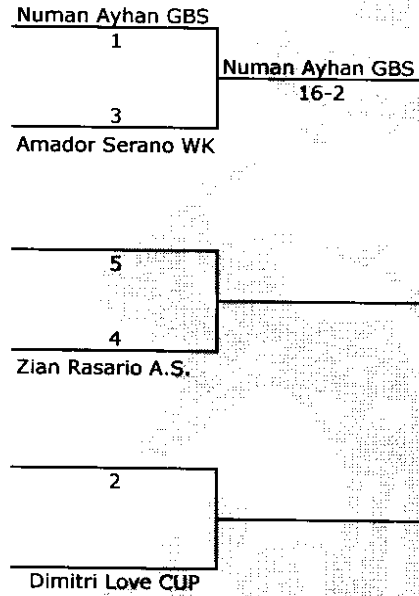 Numan Ayhan GBS
1
Numan Ayhan GBS
16-2
3
Amador Serano WK
5
4
Zian Rasario A.S.
2
Dimitri Love CUP